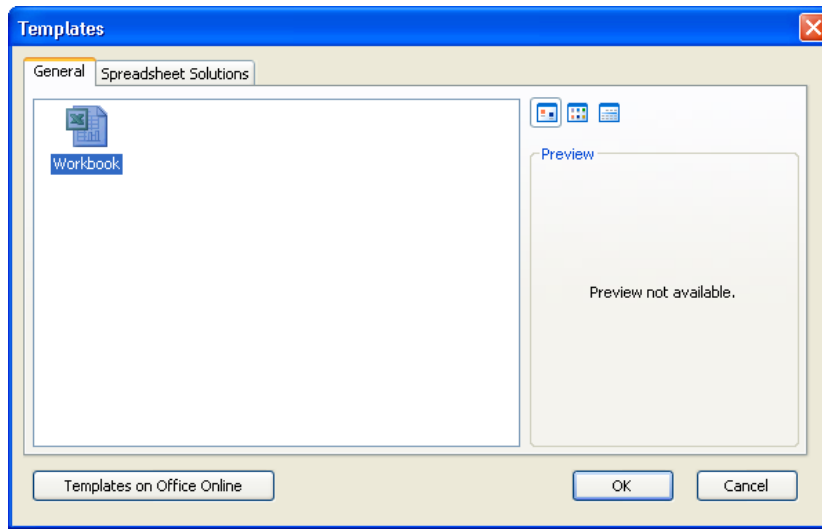 Templates
General
Spreadsheet Solutions
Workbook
Preview
Preview not available.
Templates on Office Online
OK
Cancel